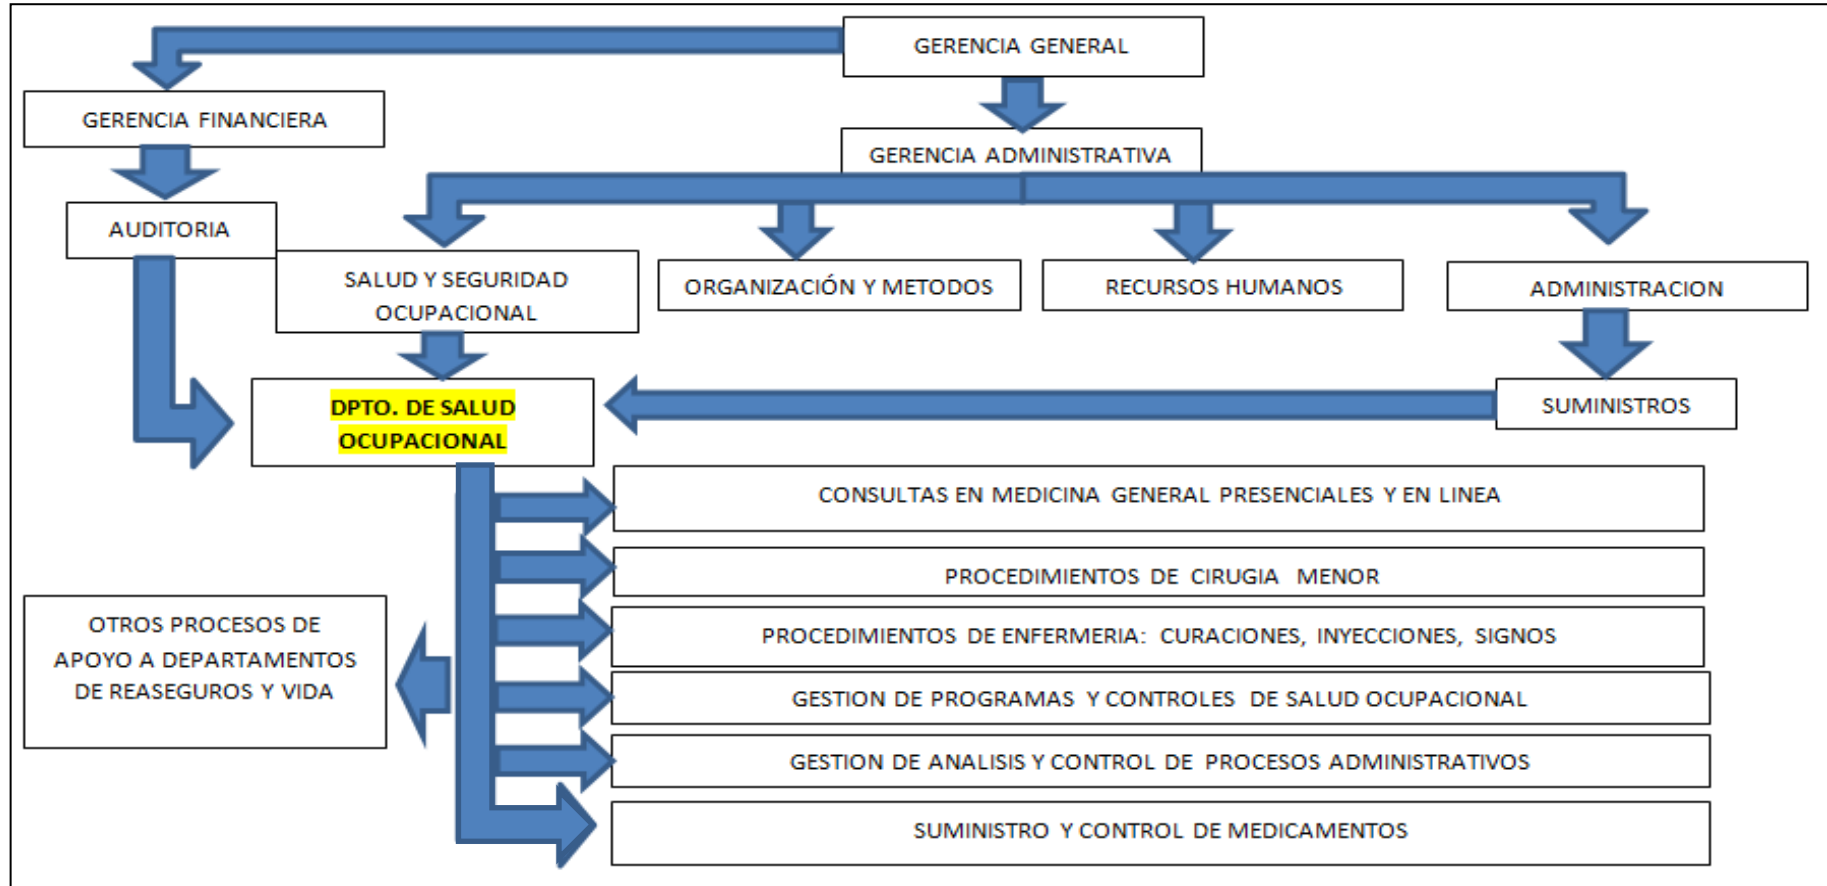 GERENCIA GENERAL
GERENCIA FINANCIERA
GERENCIA ADMINISTRATIVA
AUDITORIA
SALUD Y SEGURIDAD
OCUPACIONAL
ORGANIZACIÓN Y METODOS
RECURSOS HUMANOS
ADMINISTRACION
DPTO. DE SALUD
OCUPACIONAL
SUMINISTROS
CONSULTAS EN MEDICINA GENERAL PRESENCIALES Y EN LINEA
PROCEDIMIENTOS DE CIRUGIA MENOR
OTROS PROCESOS DE
APOYO A DEPARTAMENTOS
DE REASEGUROS Y VIDA
PROCEDIMIENTOS DE ENFERMERIA: CURACIONES, INYECCIONES, SIGNOS
GESTION DE PROGRAMAS Y CONTROLES DE SALUD OCUPACIONAL
GESTION DE ANALISIS Y CONTROL DE PROCESOS ADMINISTRATIVOS
SUMINISTRO Y CONTROL DE MEDICAMENTOS